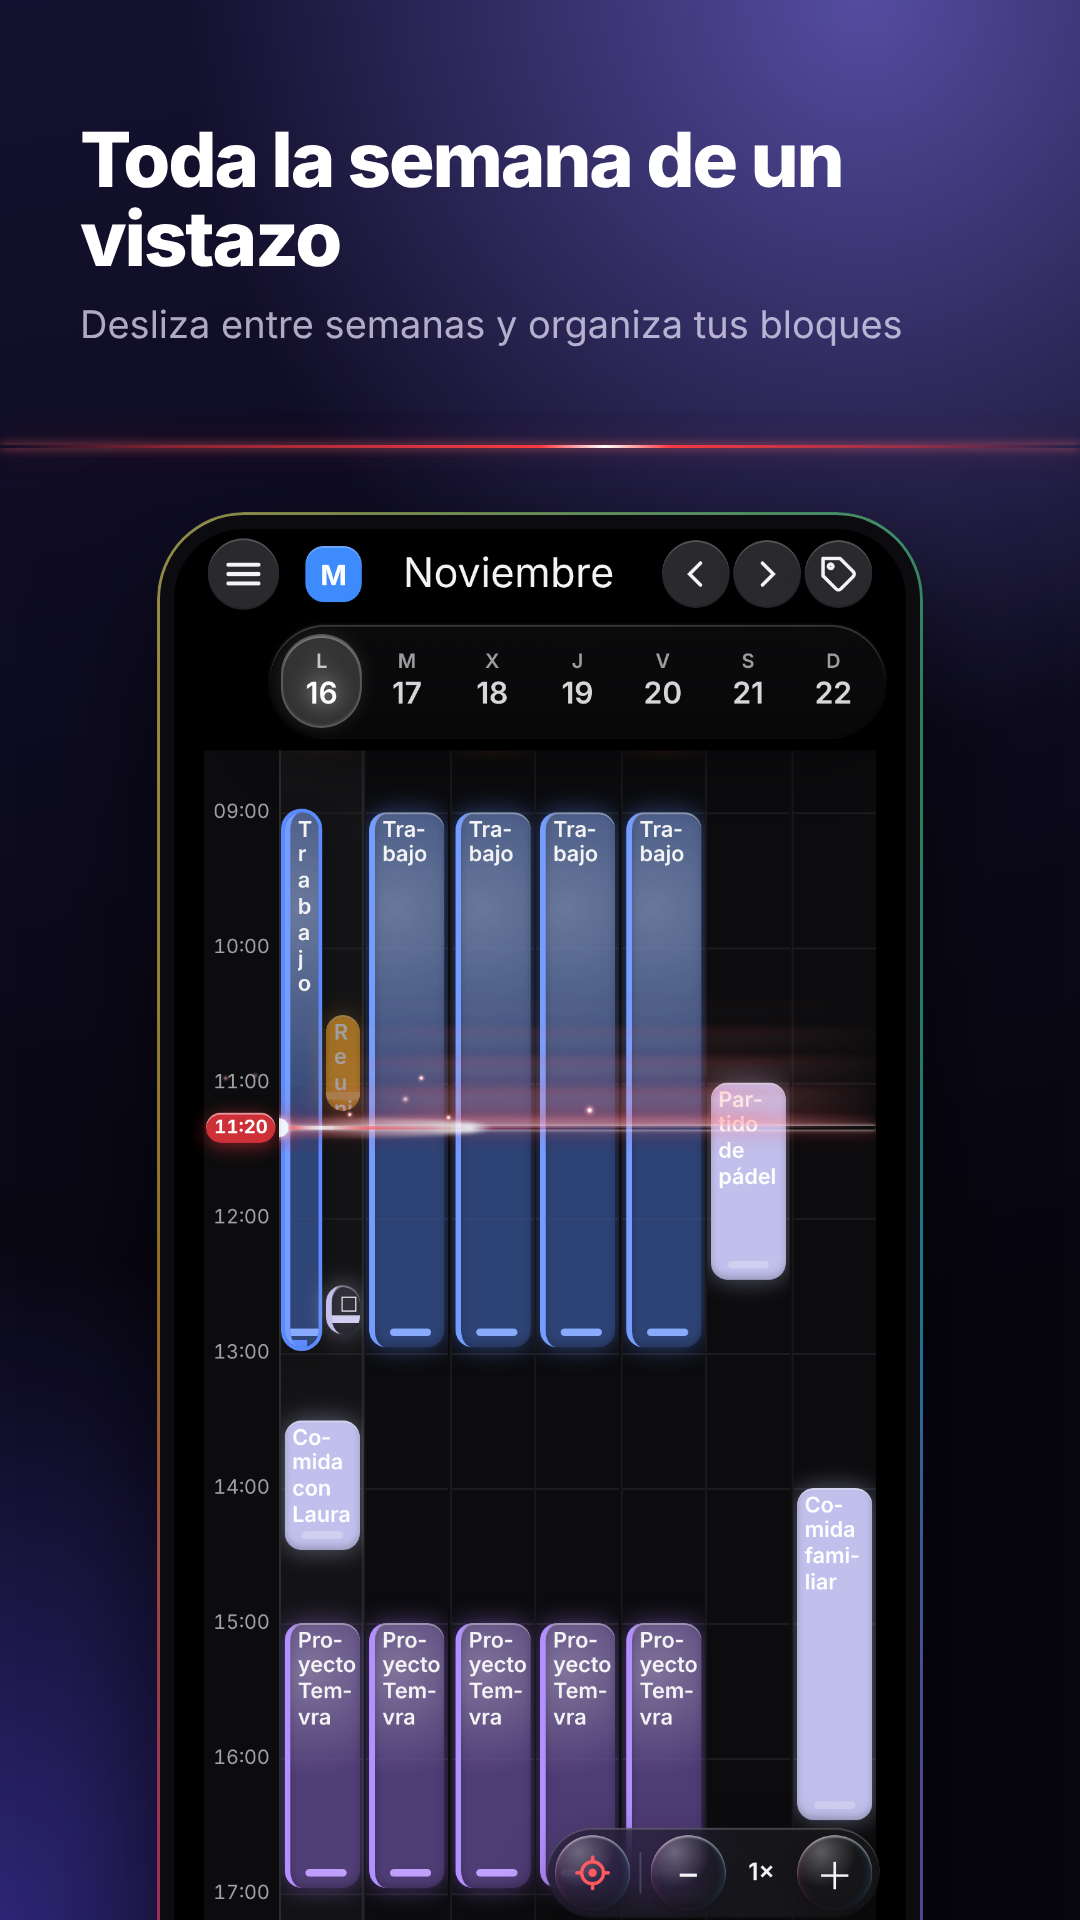 Toda la semana de un
vistazo
Desliza entre semanas y organiza tus bloques
M
Noviembre
L M X J V S D
16 17 18 19 20 21 22
09:00
10:00
11:00
11:20
12:00
13:00
14:00
15:00
16:00
17:00
T
r
a
b
a
j
o
R
e
u
ni
Tra-
bajo
Tra-
bajo
Tra-
bajo
Tra-
bajo
Par-
tido
de
pádel
Co-
mida
con
Laura
Co-
mida
fami-
liar
Pro-
yecto
Tem-
vra
Pro-
yecto
Tem-
vra
Pro-
yecto
Tem-
vra
Pro-
yecto
Tem-
vra
Pro-
yecto
Tem-
vra
1×